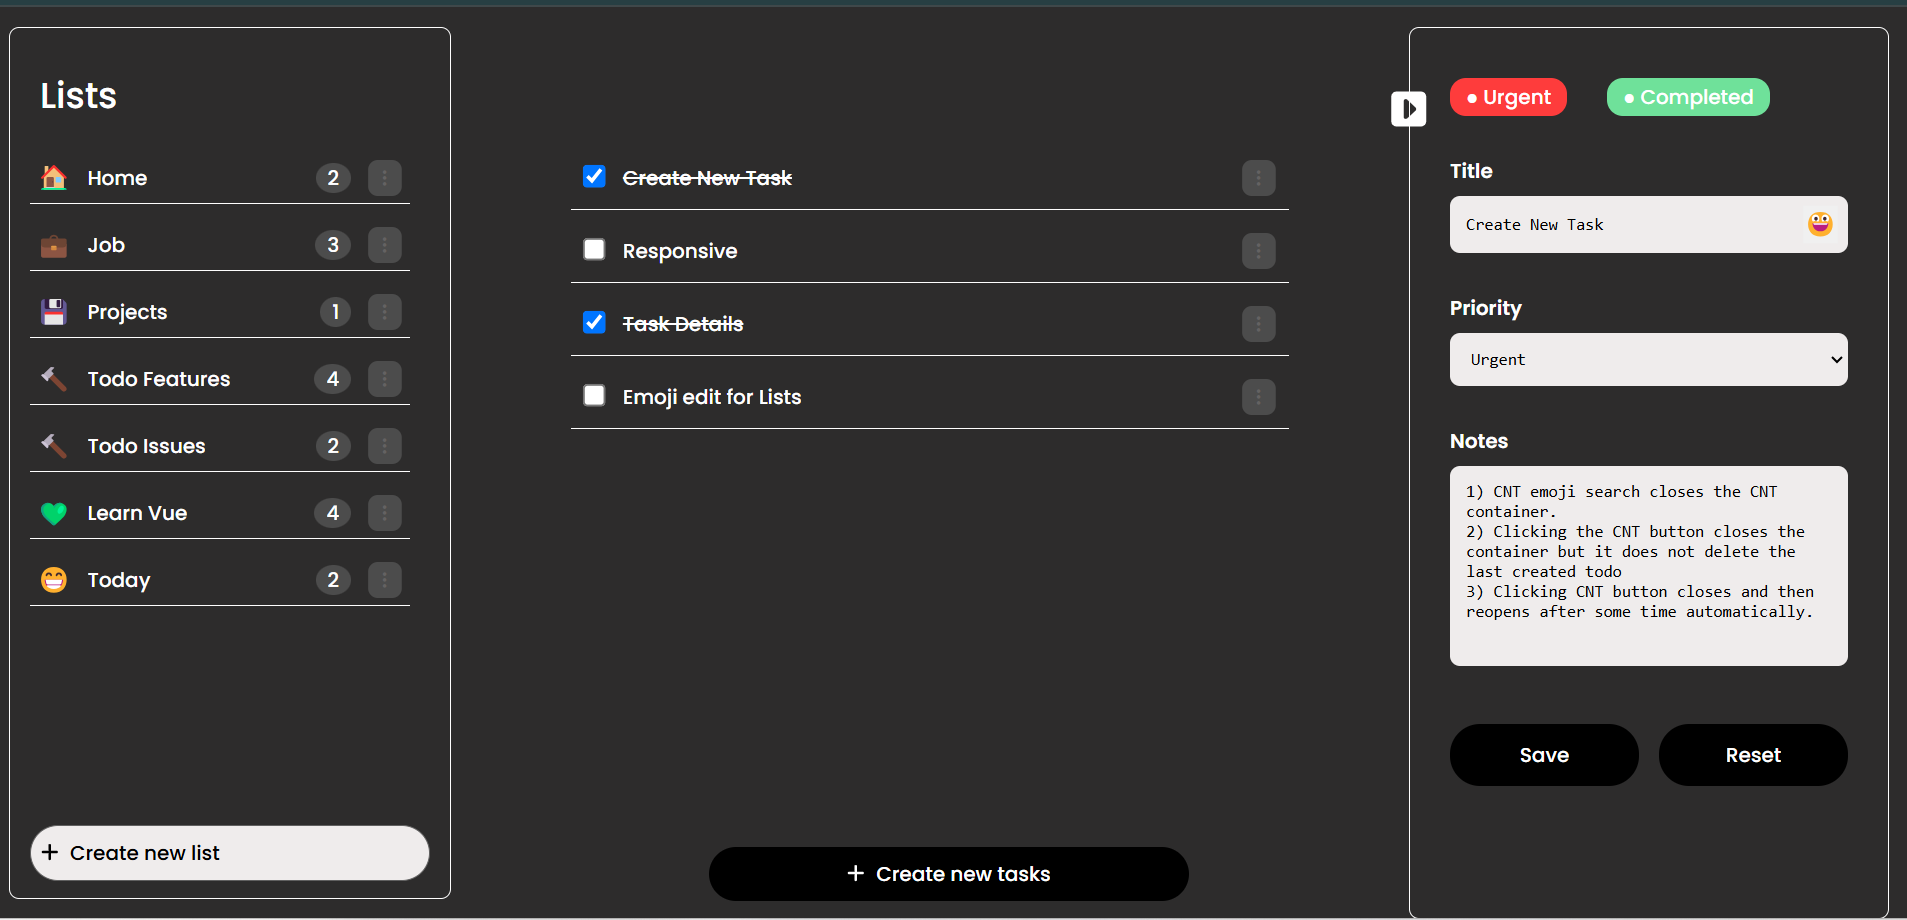 Lists
Home 2
Job 3
Projects 1
Todo Features 4
Todo Issues 2
Learn Vue 4
Today 2
+ Create new list
Create New Task
Responsive
Task Details
Emoji edit for Lists
+ Create new tasks
● Urgent ● Completed
Title
Create New Task
Priority
Urgent
Notes
1) CNT emoji search closes the CNT
container.
2) Clicking the CNT button closes the
container but it does not delete the
last created todo
3) Clicking CNT button closes and then
reopens after some time automatically.
Save Reset